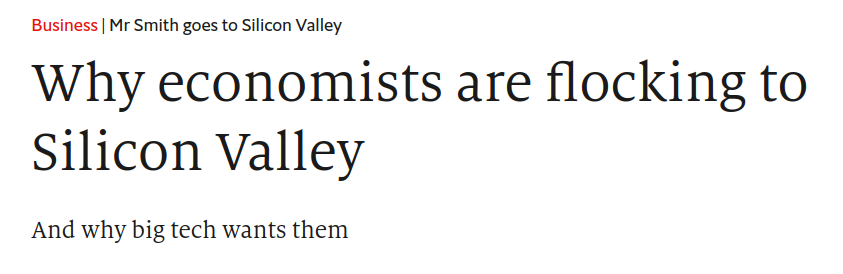 Business | Mr Smith goes to Silicon Valley
Why economists are flocking to
Silicon Valley
And why big tech wants them